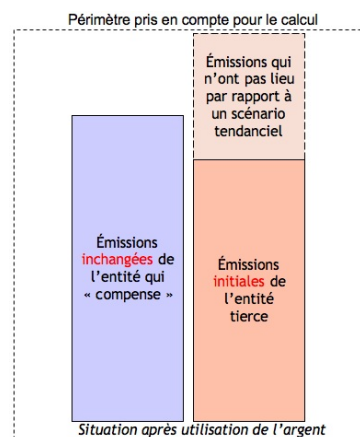 Périmètre pris en compte pour le calcul
Émissions qui
n'ont pas lieu
par rapport à
un scénario
tendanciel
Émissions
inchangées de
l'entité qui
« compense »
Émissions
initiales de
l'entité
tierce
Situation après utilisation de l'argent